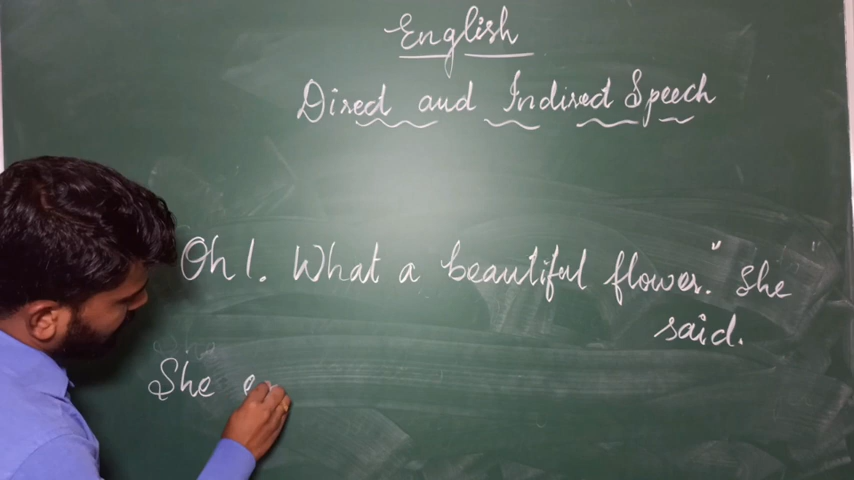 English
Direct and Indirect Speech
Oh!. What a beautiful flower." She
said.
She e